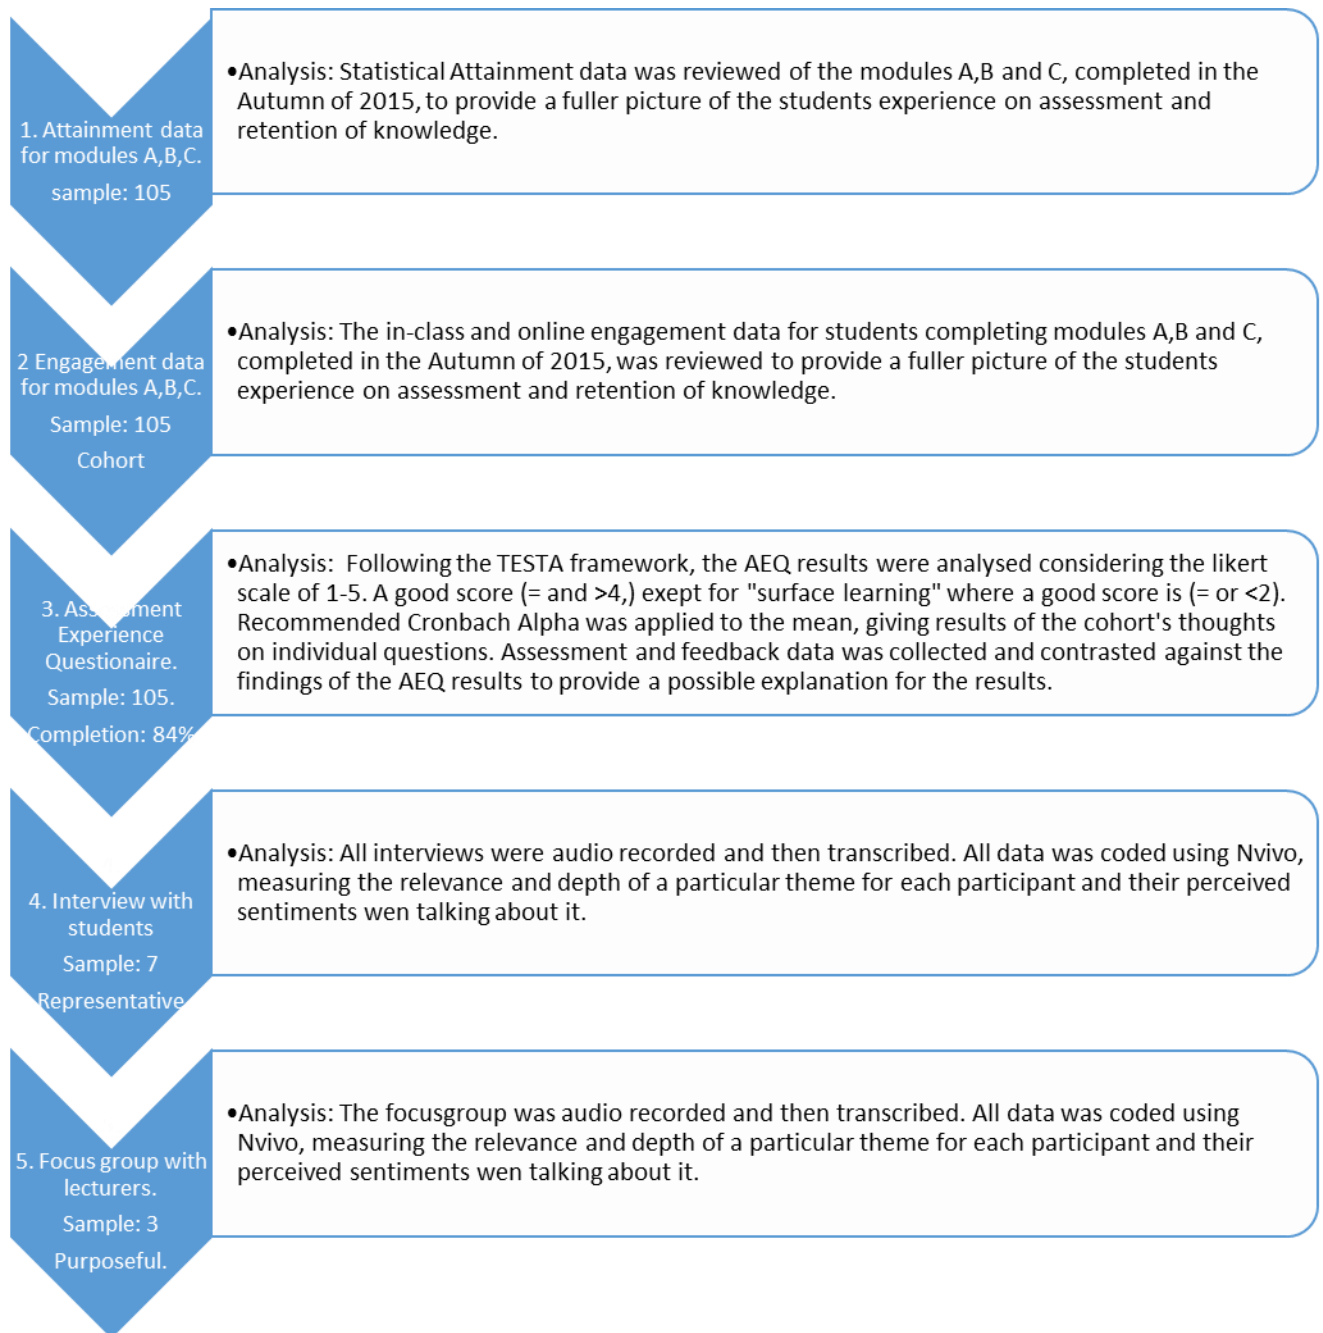 1. Attainment data
for modules A,B,C.
sample: 105
•Analysis: Statistical Attainment data was reviewed of the modules A,B and C, completed in the
Autumn of 2015, to provide a fuller picture of the students experience on assessment and
retention of knowledge.
2 Engagement data
for modules A,B,C.
Sample: 105
Cohort
•Analysis: The in-class and online engagement data for students completing modules A,B and C,
completed in the Autumn of 2015, was reviewed to provide a fuller picture of the students
experience on assessment and retention of knowledge.
3. Assessment
Experience
Questionaire.
Sample: 105.
Completion: 84%
•Analysis:  Following the TESTA framework, the AEQ results were analysed considering the likert
scale of 1-5. A good score (= and >4,) exept for "surface learning" where a good score is (= or <2).
Recommended Cronbach Alpha was applied to the mean, giving results of the cohort's thoughts
on individual questions. Assessment and feedback data was collected and contrasted against the
findings of the AEQ results to provide a possible explanation for the results.
4. Interview with
students
Sample: 7
Representative
•Analysis: All interviews were audio recorded and then transcribed. All data was coded using Nvivo,
measuring the relevance and depth of a particular theme for each participant and their perceived
sentiments wen talking about it.
5. Focus group with
lecturers.
Sample: 3
Purposeful.
•Analysis: The focusgroup was audio recorded and then transcribed. All data was coded using
Nvivo, measuring the relevance and depth of a particular theme for each participant and their
perceived sentiments wen talking about it.